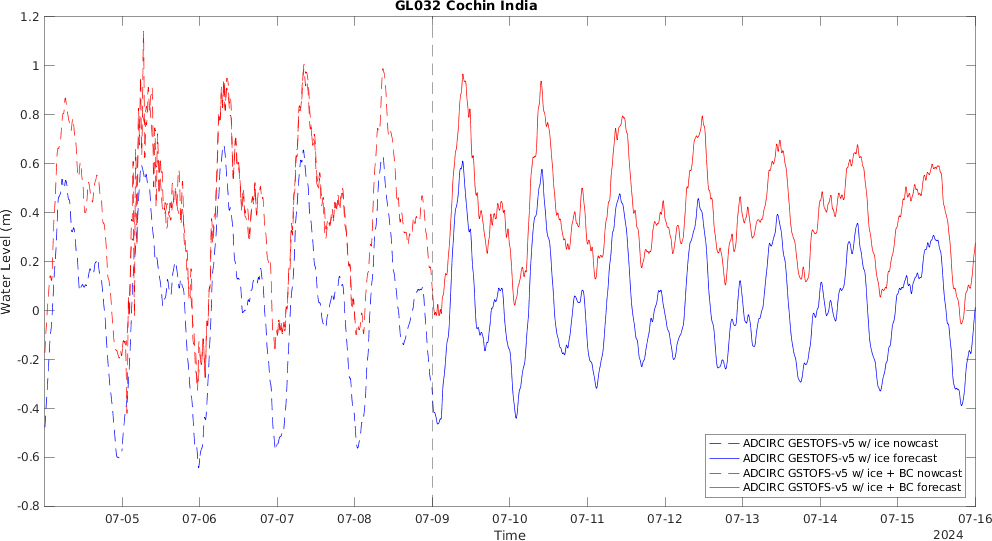 GL032 Cochin India
1.2
1
0.8
0.6
0.4
0.2
0
-0.2
-0.4
-0.6
-0.8
Water Level (m)
07-05 07-06 07-07 07-08 07-09 07-10 07-11 07-12 07-13 07-14 07-15 07-16
Time
2024
ADCIRC GESTOFS-v5 w/ ice nowcast
ADCIRC GESTOFS-v5 w/ ice forecast
ADCIRC GSTOFS-v5 w/ ice + BC nowcast
ADCIRC GSTOFS-v5 w/ ice + BC forecast